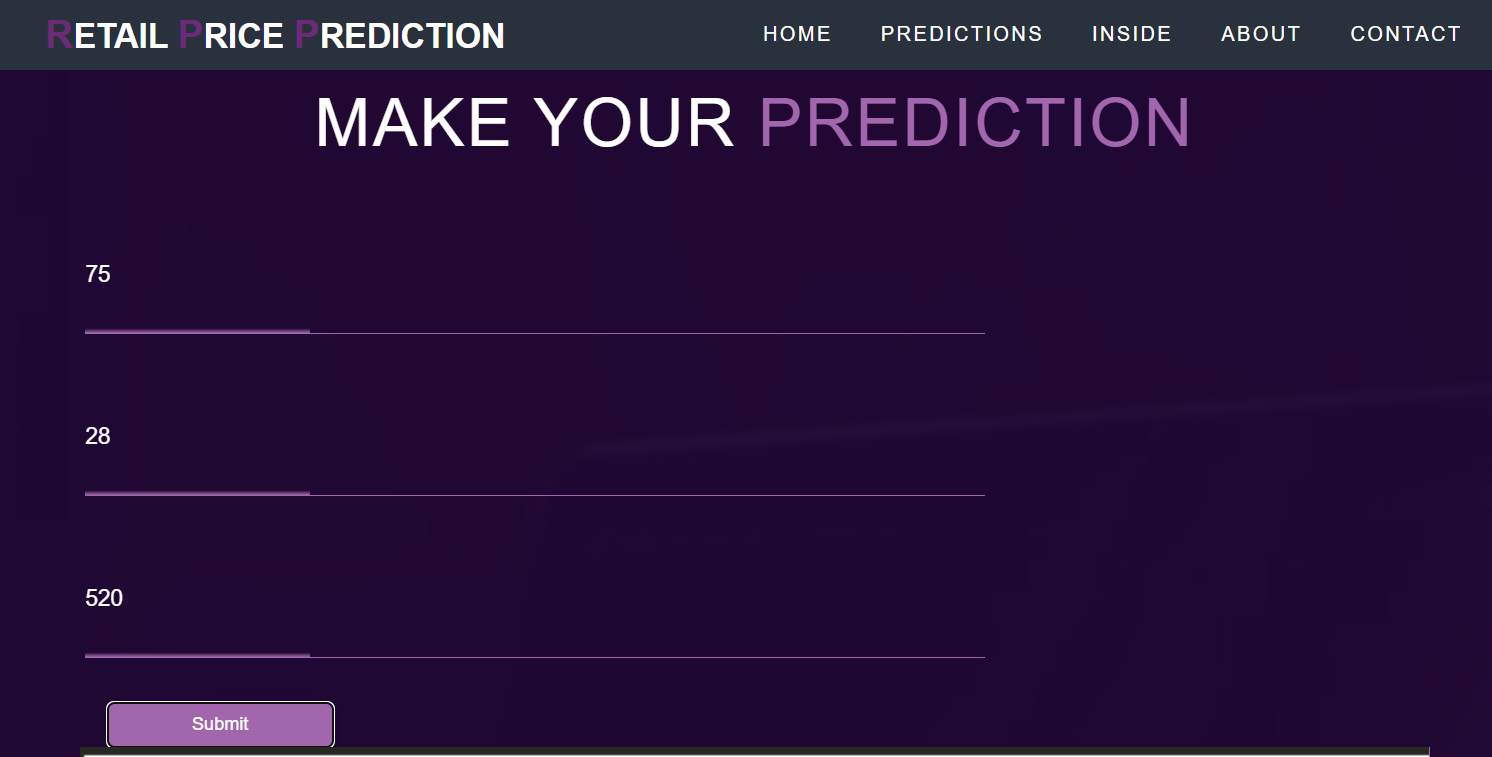 RETAIL PRICE PREDICTION
HOME PREDICTIONS INSIDE ABOUT CONTACT
MAKE YOUR PREDICTION
75
28
520
Submit